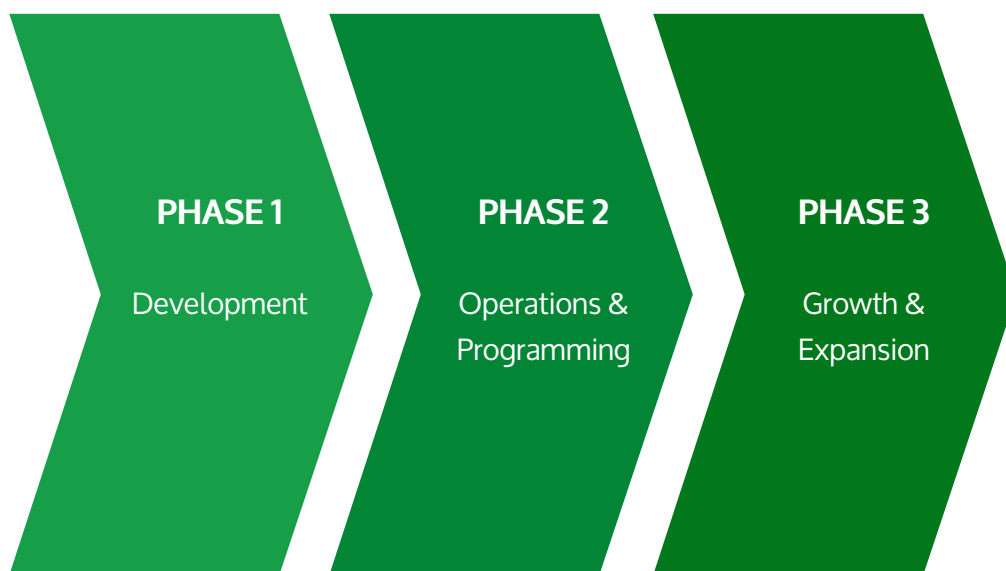 PHASE 1
Development
PHASE 2
Operations &
Programming
PHASE 3
Growth &
Expansion